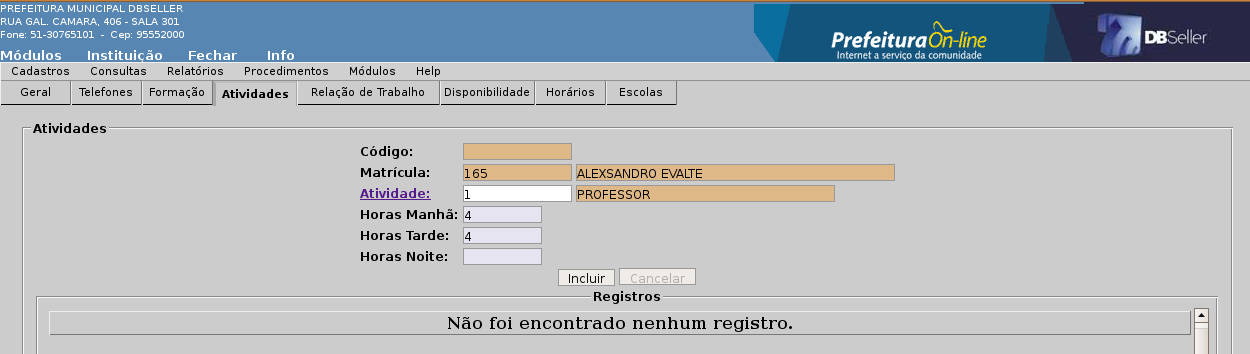 PREFEITURA MUNICIPAL DBSELLER
RUA GAL. CAMARA, 406 - SALA 301
Fone: 51-30765101 - Cep: 95552000
Prefeitura On-line
Internet a serviço da comunidade
DBSeller
Módulos Instituição Fechar Info
Cadastros Consultas Relatórios Procedimentos Módulos Help
Geral Telefones Formação Atividades Relação de Trabalho Disponibilidade Horários Escolas
Atividades
Código:
Matrícula: 165 ALEXSANDRO EVALTE
Atividade: 1 PROFESSOR
Horas Manhã: 4
Horas Tarde: 4
Horas Noite:
Incluir Cancelar
Registros
Não foi encontrado nenhum registro.